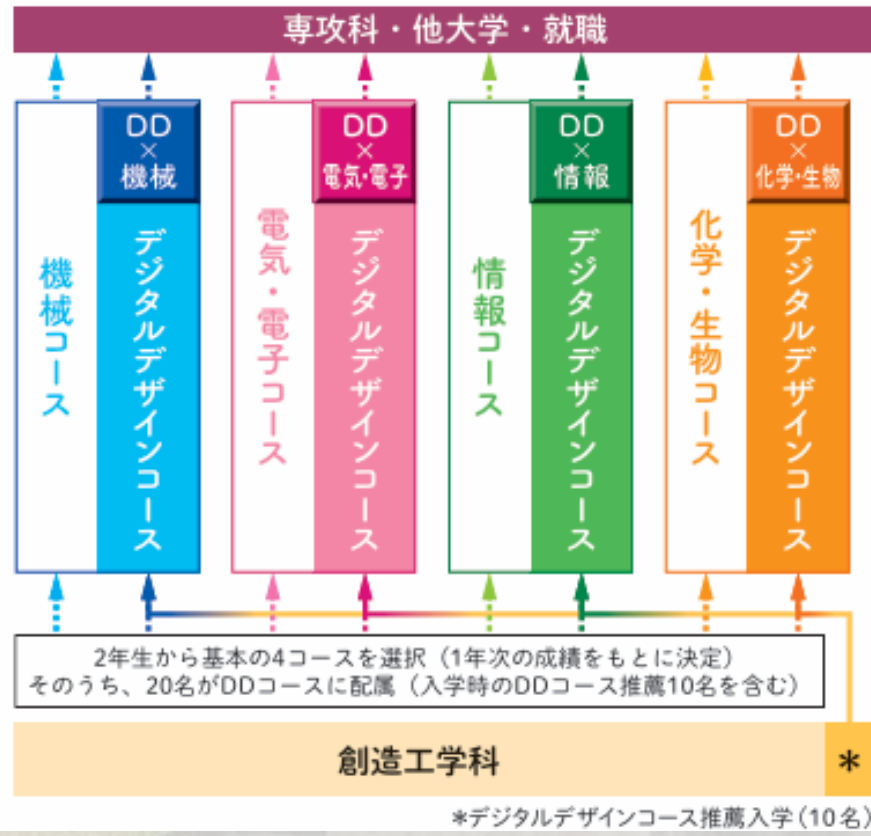 専攻科・他大学・就職
機械コース
DD
×
機械
デジタルデザインコース
電気・電子コース
DD
×
電気・電子
デジタルデザインコース
情報コース
DD
×
情報
デジタルデザインコース
化学・生物コース
DD
×
化学・生物
デジタルデザインコース
2年生から基本の4コースを選択（1年次の成績をもとに決定）
そのうち、20名がDDコースに配属（入学時のDDコース推薦10名を含む）
創造工学科
*
*デジタルデザインコース推薦入学（10名）